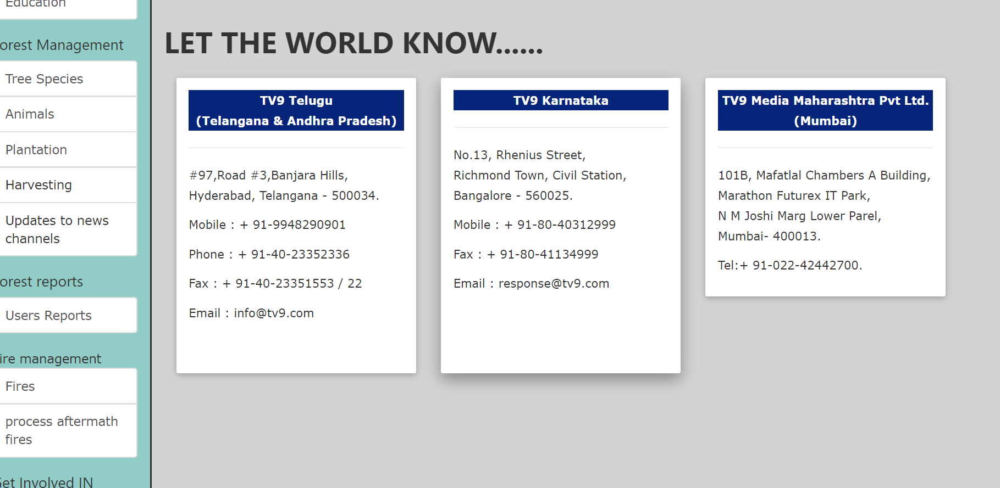 Education
orest Management
Tree Species
Animals
Plantation
Harvesting
Updates to news
channels
orest reports
Users Reports
ire management
Fires
process aftermath
fires
Get Involved IN
LET THE WORLD KNOW......
TV9 Telugu
(Telangana & Andhra Pradesh)
#97,Road #3,Banjara Hills,
Hyderabad, Telangana - 500034.
Mobile : + 91-9948290901
Phone : + 91-40-23352336
Fax : + 91-40-23351553 / 22
Email : info@tv9.com
TV9 Karnataka
No.13, Rhenius Street,
Richmond Town, Civil Station,
Bangalore - 560025.
Mobile : + 91-80-40312999
Fax : + 91-80-41134999
Email : response@tv9.com
TV9 Media Maharashtra Pvt Ltd.
(Mumbai)
101B, Mafatlal Chambers A Building,
Marathon Futurex IT Park,
N M Joshi Marg Lower Parel,
Mumbai- 400013.
Tel:+ 91-022-42442700.